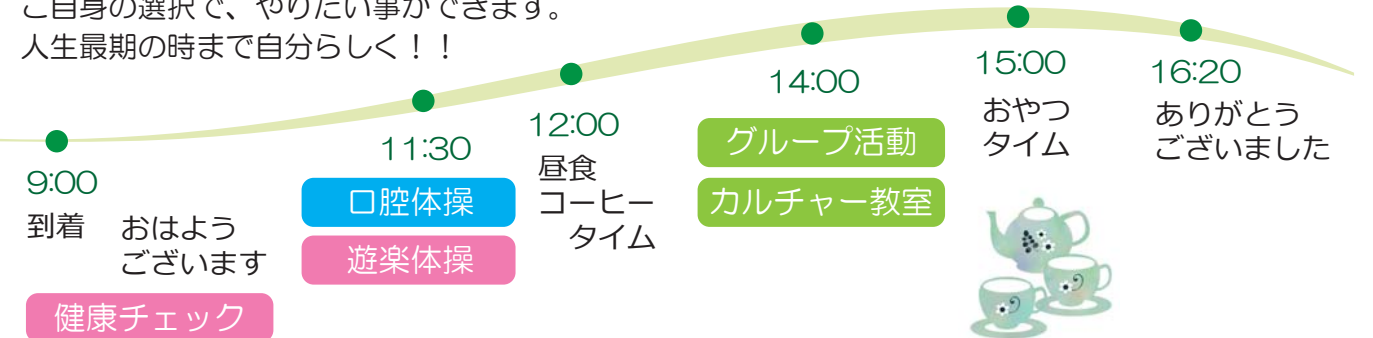 ご自身の選択で、やりたい事ができます。
人生最期の時まで自分らしく！！
9:00
到着
おはよう
ございます
健康チェック
11:30
口腔体操
遊楽体操
12:00
昼食
コーヒー
タイム
14:00
グループ活動
カルチャー教室
15:00
おやつ
タイム
16:20
ありがとう
ございました